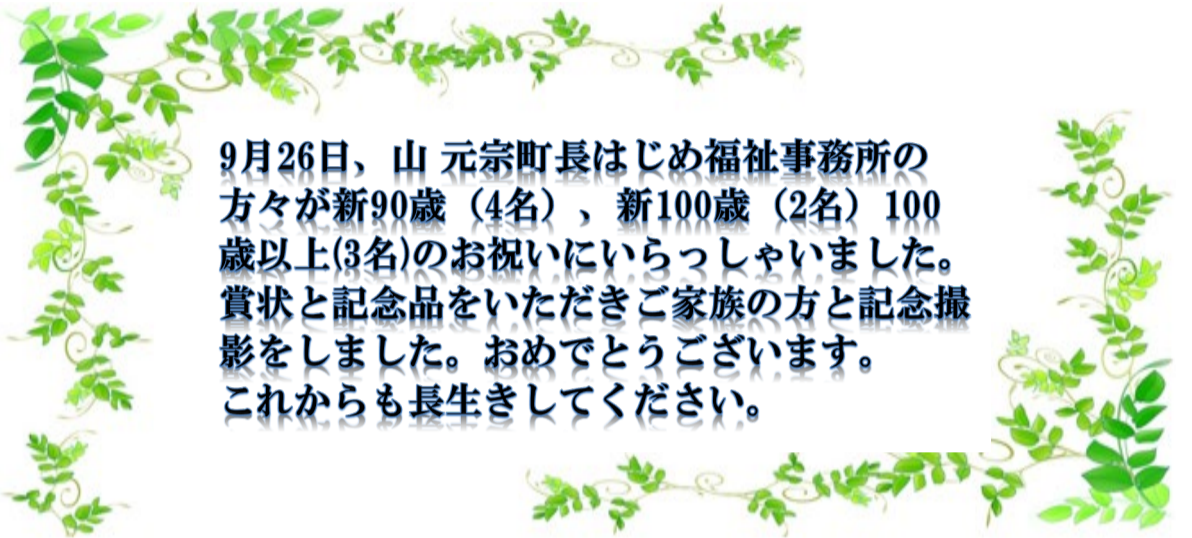 9月26日、山 元宗町長はじめ福祉事務所の
方々が新90歳（4名）、新100歳（2名）100
歳以上(3名)のお祝いにいらっしゃいました。
賞状と記念品をいただきご家族の方と記念撮
影をしました。おめでとうございます。
これからも長生きしてください。